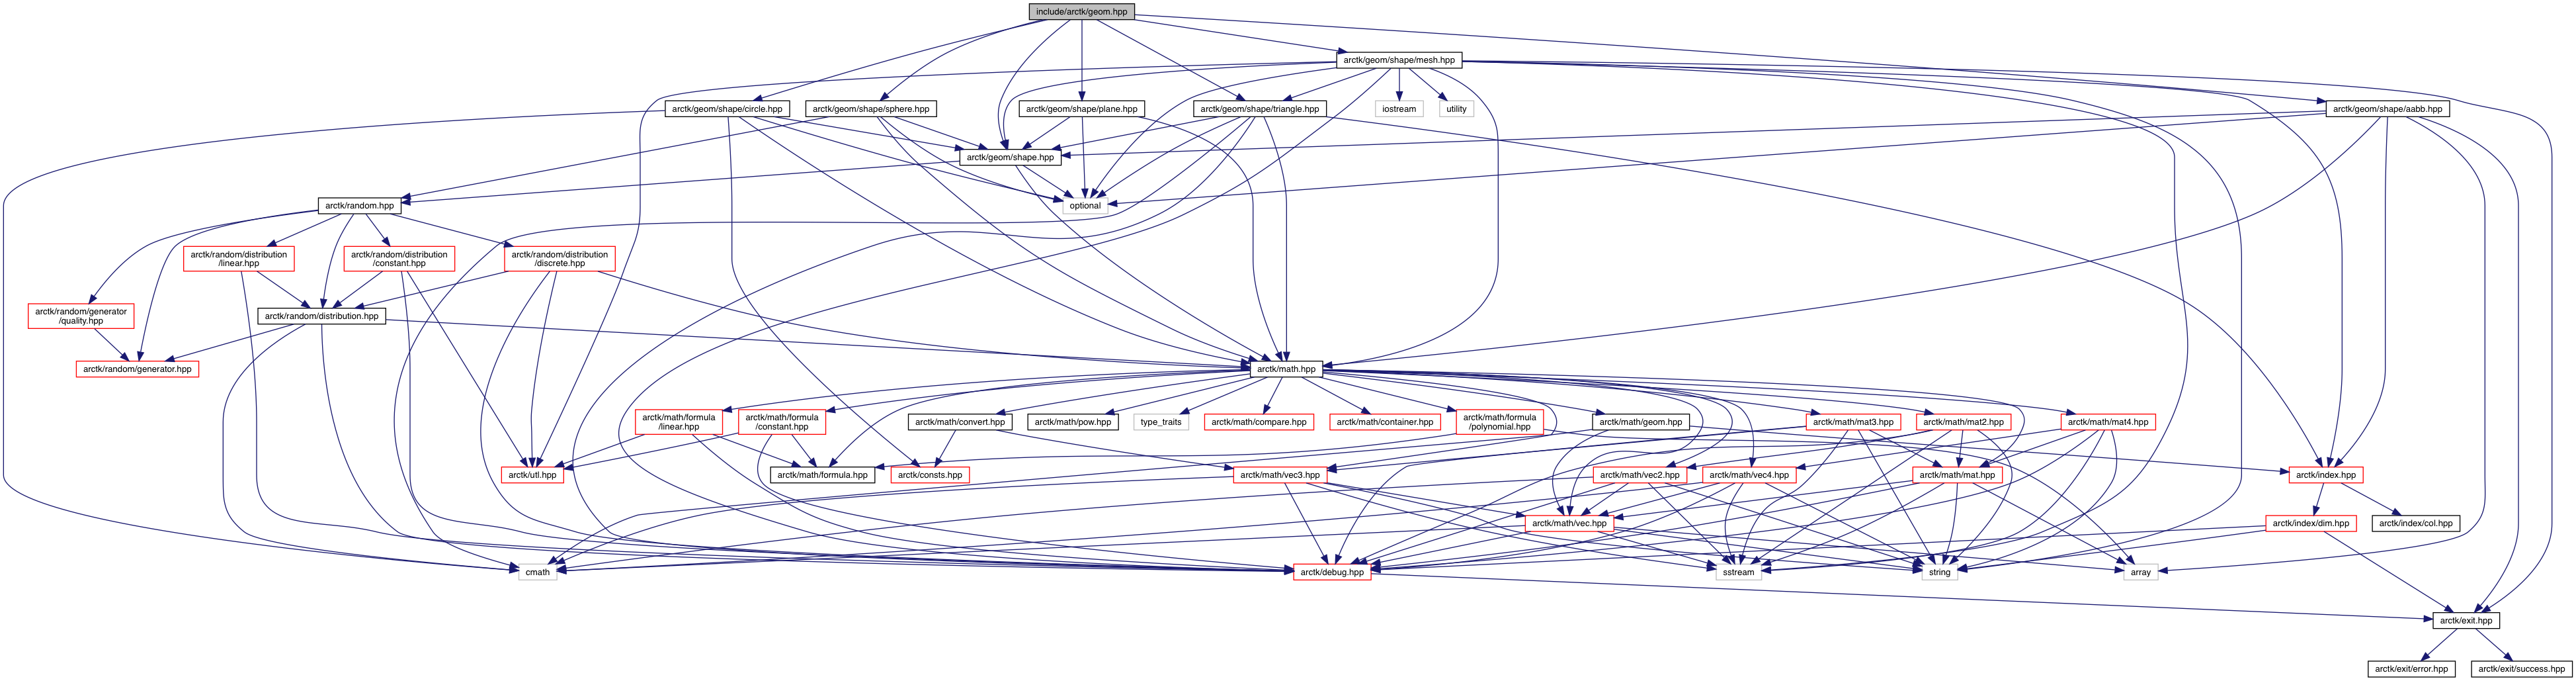 include/arctk/geom.hpp
arctk/geom/shape/mesh.hpp
arctk/geom/shape/circle.hpp
arctk/geom/shape/sphere.hpp
arctk/geom/shape/plane.hpp
arctk/geom/shape/triangle.hpp
iostream
utility
arctk/geom/shape/aabb.hpp
arctk/geom/shape.hpp
arctk/random.hpp
optional
arctk/random/distribution
/linear.hpp
arctk/random/distribution
/constant.hpp
arctk/random/distribution
/discrete.hpp
arctk/random/generator
/quality.hpp
arctk/random/distribution.hpp
arctk/random/generator.hpp
arctk/math.hpp
arctk/math/formula
/linear.hpp
arctk/math/formula
/constant.hpp
arctk/math/convert.hpp
arctk/math/pow.hpp
type_traits
arctk/math/compare.hpp
arctk/math/container.hpp
arctk/math/formula
/polynomial.hpp
arctk/math/geom.hpp
arctk/math/mat3.hpp
arctk/math/mat2.hpp
arctk/math/mat4.hpp
arctk/utl.hpp
arctk/math/formula.hpp
arctk/consts.hpp
arctk/math/vec3.hpp
arctk/math/vec2.hpp
arctk/math/vec4.hpp
arctk/math/mat.hpp
arctk/index.hpp
arctk/math/vec.hpp
arctk/index/dim.hpp
arctk/index/col.hpp
cmath
arctk/debug.hpp
sstream
string
array
arctk/exit.hpp
arctk/exit/error.hpp
arctk/exit/success.hpp